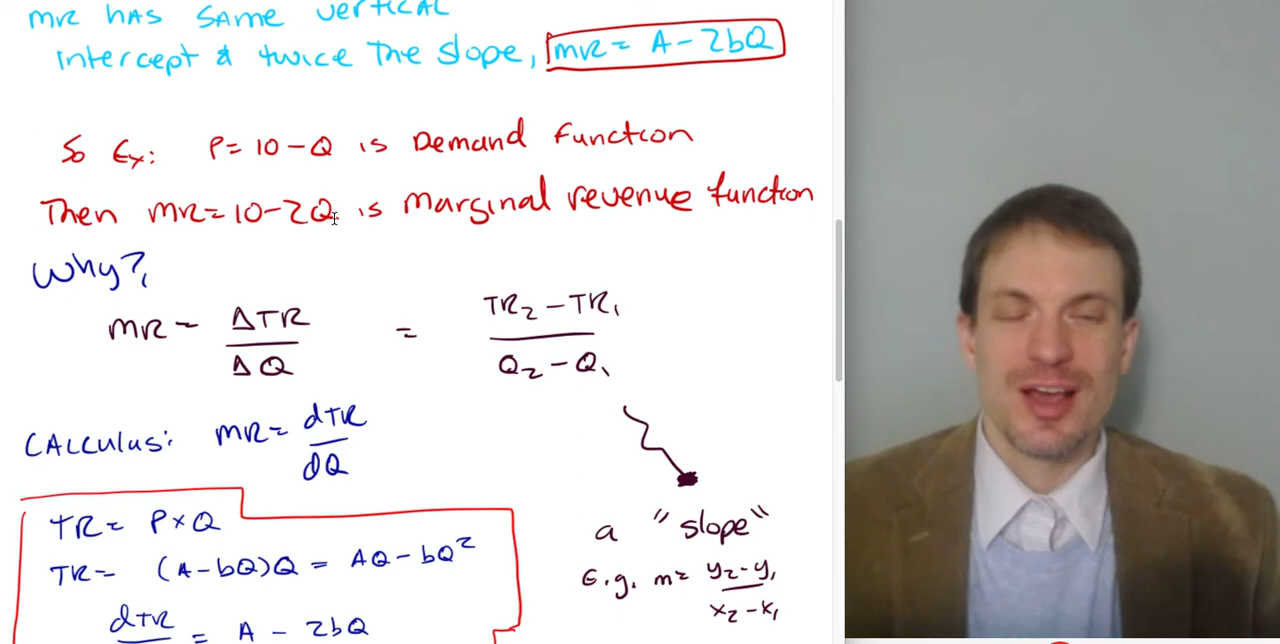 MR HAS SAME VERTICAL
Intercept & twice The Slope, MR = A - 2bQ
So Ex: P= 10-Q is Demand Function
Then MR=10-2Q is Marginal revenue function
Why?,
MR = ΔTR / ΔQ = TR₂ - TR₁ / Q₂ - Q₁
CALCULUS: MR= dTR / dQ
TR= P×Q
TR= (A-bQ)Q = AQ-bQ²
dTR = A - 2bQ
a "slope"
E.g. m= y₂-y₁ / x₂-x₁